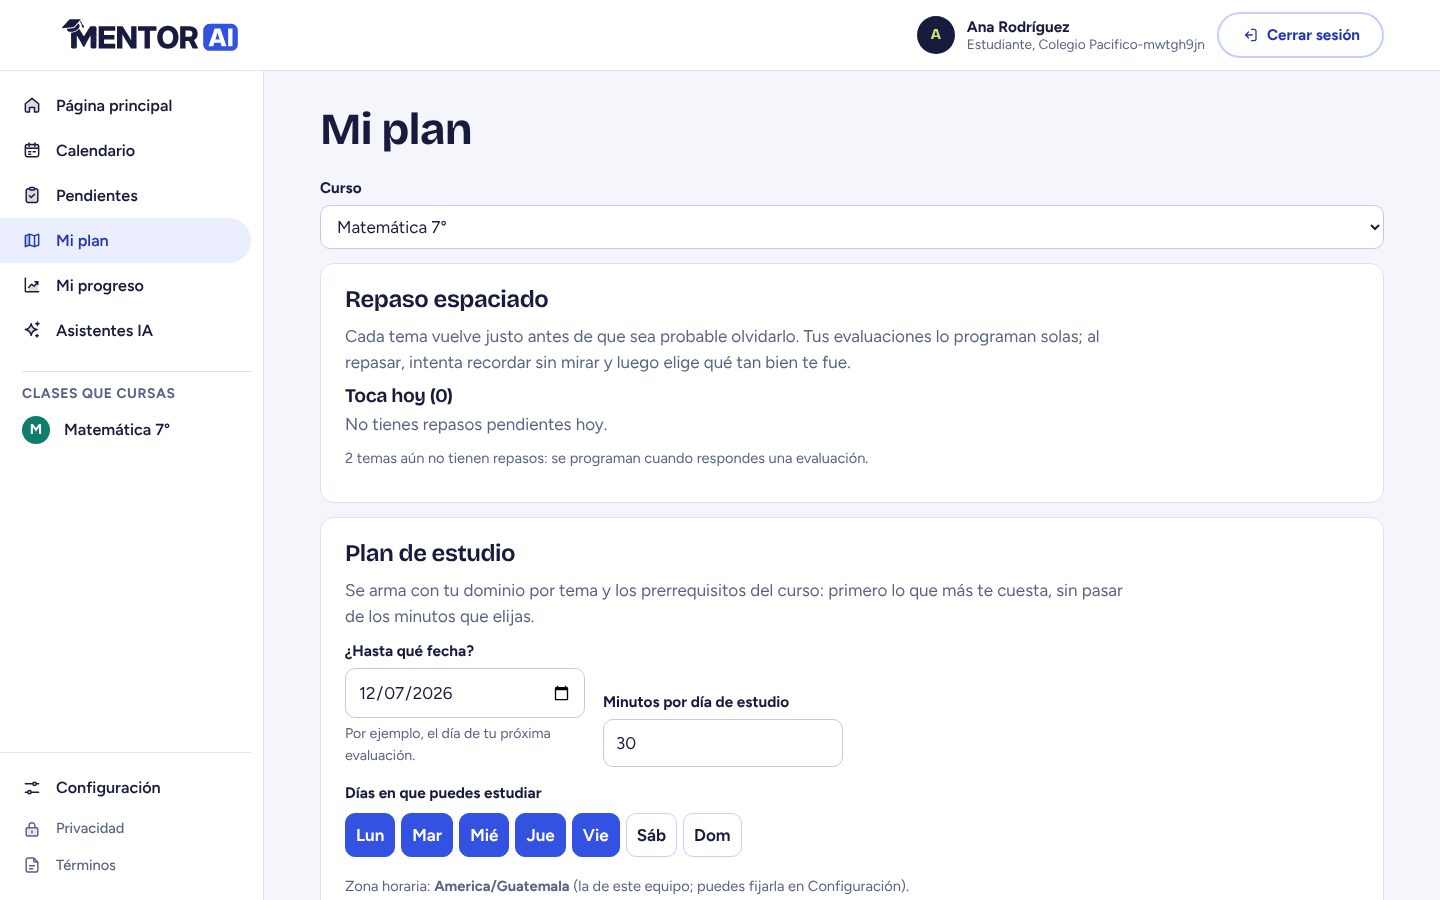 MENTOR AI
A
Ana Rodríguez
Estudiante, Colegio Pacifico-mwtgh9jn
Cerrar sesión
Página principal
Calendario
Pendientes
Mi plan
Mi progreso
Asistentes IA
CLASES QUE CURSAS
M
Matemática 7°
Configuración
Privacidad
Términos
Mi plan
Curso
Matemática 7°
Repaso espaciado
Cada tema vuelve justo antes de que sea probable olvidarlo. Tus evaluaciones lo programan solas; al
repasar, intenta recordar sin mirar y luego elige qué tan bien te fue.
Toca hoy (0)
No tienes repasos pendientes hoy.
2 temas aún no tienen repasos: se programan cuando respondes una evaluación.
Plan de estudio
Se arma con tu dominio por tema y los prerrequisitos del curso: primero lo que más te cuesta, sin pasar
de los minutos que elijas.
¿Hasta qué fecha?
12/07/2026
Por ejemplo, el día de tu próxima
evaluación.
Minutos por día de estudio
30
Días en que puedes estudiar
Lun Mar Mié Jue Vie Sáb Dom
Zona horaria: America/Guatemala (la de este equipo; puedes fijarla en Configuración).